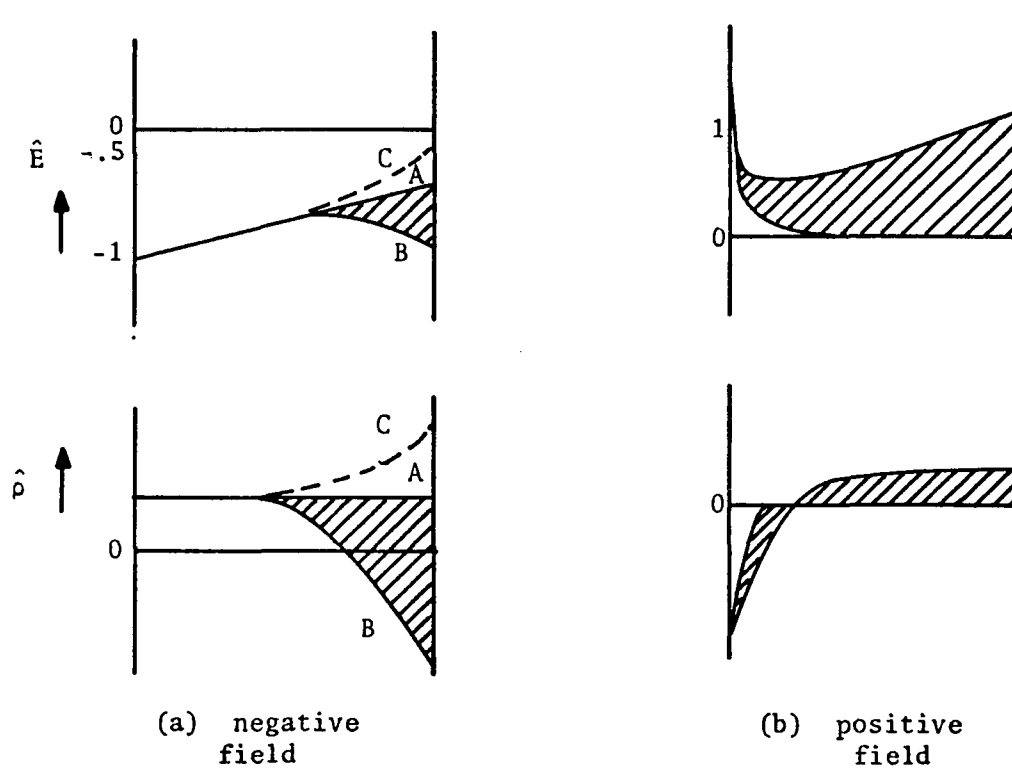 0
Ê
-.5
C
A
B
-1
1
0
C
A
ρ̂
0
B
0
(a) negative
field
(b) positive
field